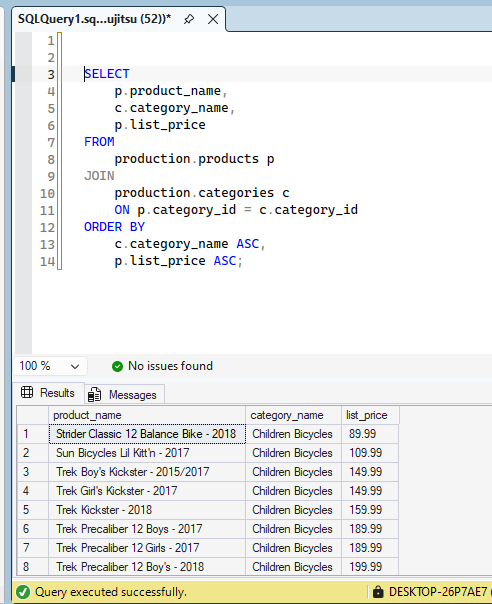 SQLQuery1.sq...ujitsu (52))*
1
2
3 SELECT
4 p.product_name,
5 c.category_name,
6 p.list_price
7 FROM
8 production.products p
9 JOIN
10 production.categories c
11 ON p.category_id = c.category_id
12 ORDER BY
13 c.category_name ASC,
14 p.list_price ASC;
100 % No issues found
Results Messages
product_name category_name list_price
1 Strider Classic 12 Balance Bike - 2018 Children Bicycles 89.99
2 Sun Bicycles Lil Kitt'n - 2017 Children Bicycles 109.99
3 Trek Boy's Kickster - 2015/2017 Children Bicycles 149.99
4 Trek Girl's Kickster - 2017 Children Bicycles 149.99
5 Trek Kickster - 2018 Children Bicycles 159.99
6 Trek Precaliber 12 Boys - 2017 Children Bicycles 189.99
7 Trek Precaliber 12 Girls - 2017 Children Bicycles 189.99
8 Trek Precaliber 12 Boy's - 2018 Children Bicycles 199.99
Query executed successfully. DESKTOP-26P7AE7